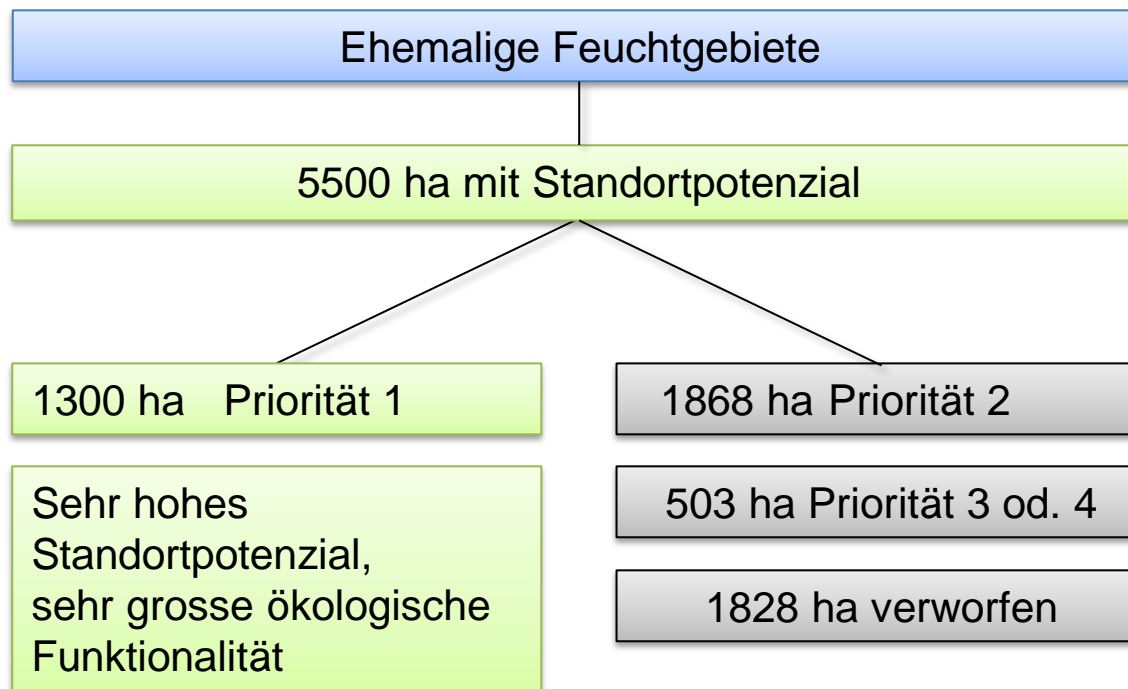 Ehemalige Feuchtgebiete
5500 ha mit Standortpotenzial
1300 ha Priorität 1
Sehr hohes
Standortpotenzial,
sehr grosse ökologische
Funktionalität
1868 ha Priorität 2
503 ha Priorität 3 od. 4
1828 ha verworfen